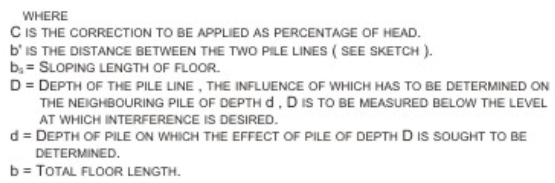 WHERE
C IS THE CORRECTION TO BE APPLIED AS PERCENTAGE OF HEAD.
b' IS THE DISTANCE BETWEEN THE TWO PILE LINES ( SEE SKETCH ).
bₛ = SLOPING LENGTH OF FLOOR.
D = DEPTH OF THE PILE LINE , THE INFLUENCE OF WHICH HAS TO BE DETERMINED ON
THE NEIGHBOURING PILE OF DEPTH d , D IS TO BE MEASURED BELOW THE LEVEL
AT WHICH INTERFERENCE IS DESIRED.
d = DEPTH OF PILE ON WHICH THE EFFECT OF PILE OF DEPTH D IS SOUGHT TO BE
DETERMINED.
b = TOTAL FLOOR LENGTH.